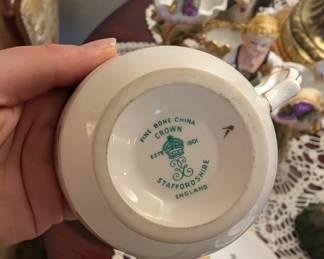 FINE BONE CHINA
CROWN
ESTD 1801
STAFFORDSHIRE
ENGLAND